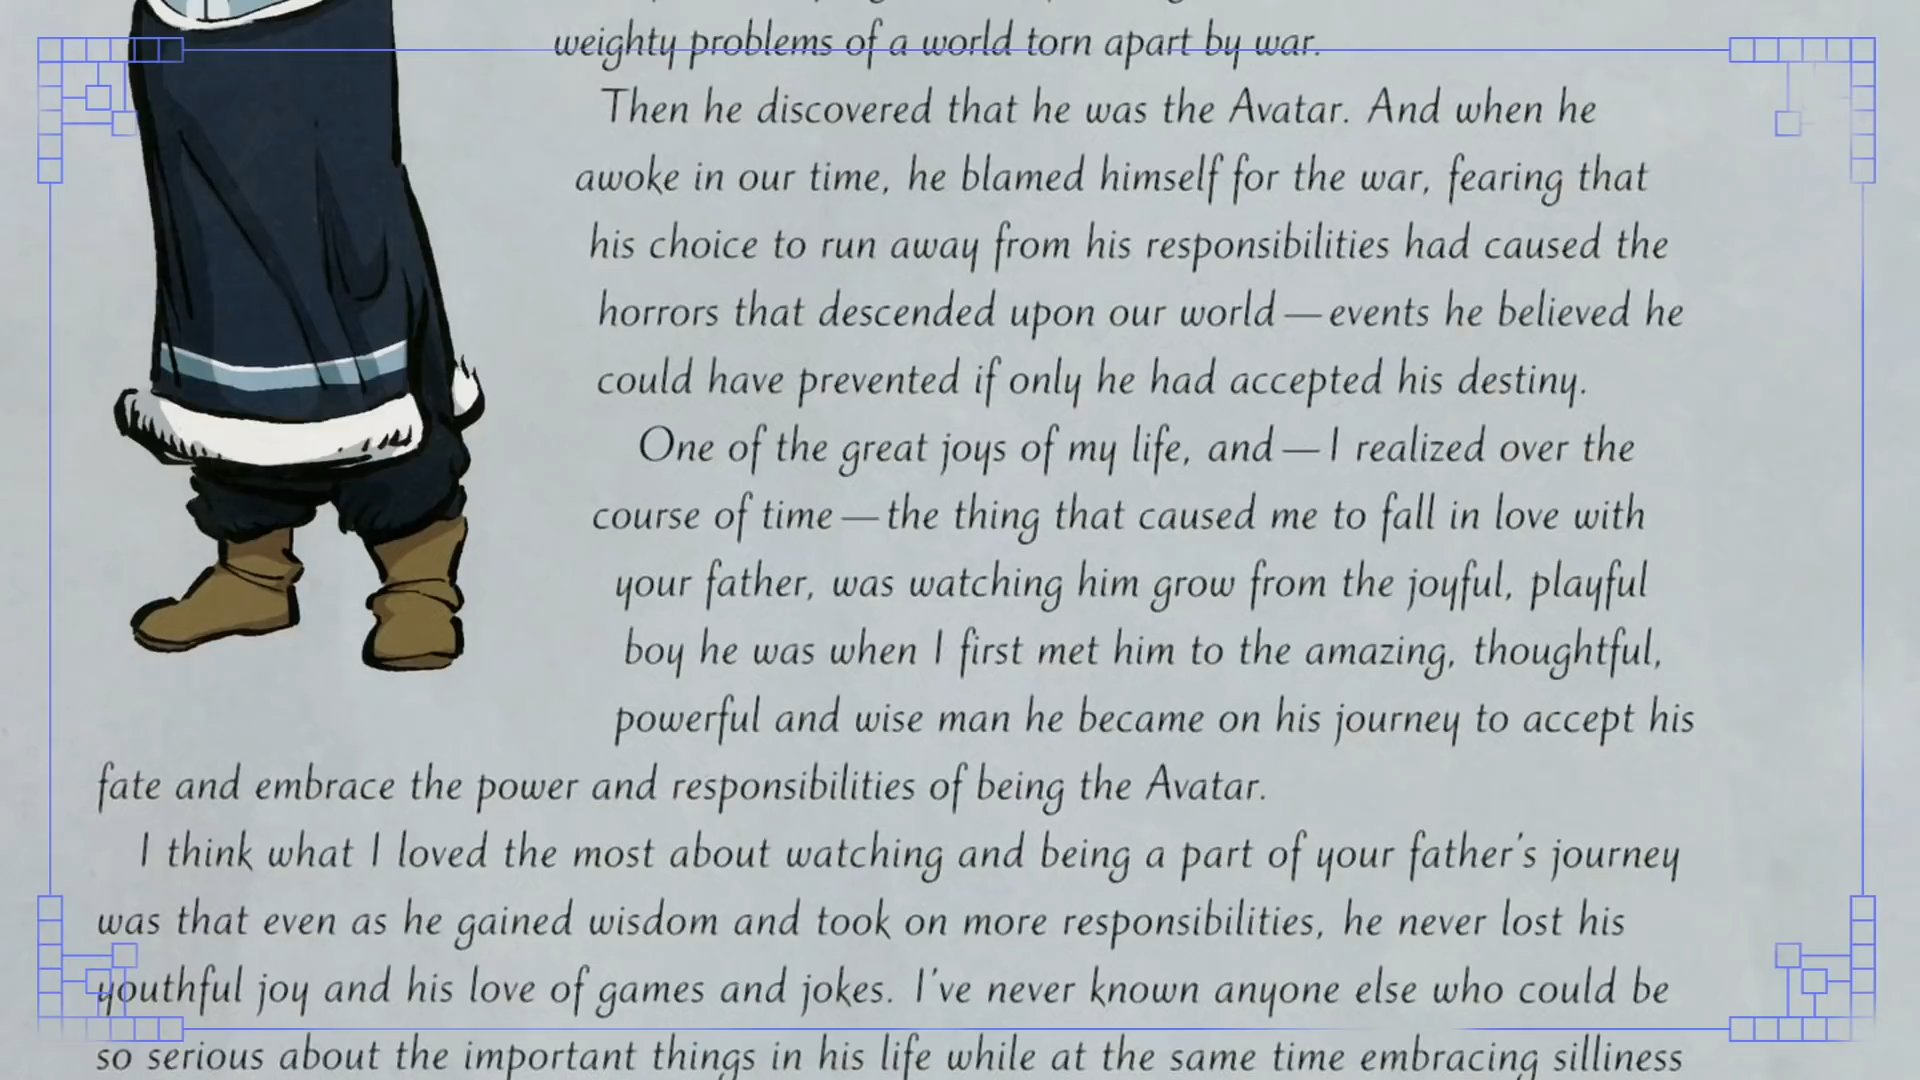 weighty problems of a world torn apart by war.
Then he discovered that he was the Avatar. And when he
awoke in our time, he blamed himself for the war, fearing that
his choice to run away from his responsibilities had caused the
horrors that descended upon our world — events he believed he
could have prevented if only he had accepted his destiny.
One of the great joys of my life, and — I realized over the
course of time — the thing that caused me to fall in love with
your father, was watching him grow from the joyful, playful
boy he was when I first met him to the amazing, thoughtful,
powerful and wise man he became on his journey to accept his
fate and embrace the power and responsibilities of being the Avatar.
I think what I loved the most about watching and being a part of your father's journey
was that even as he gained wisdom and took on more responsibilities, he never lost his
youthful joy and his love of games and jokes. I've never known anyone else who could be
so serious about the important things in his life while at the same time embracing silliness